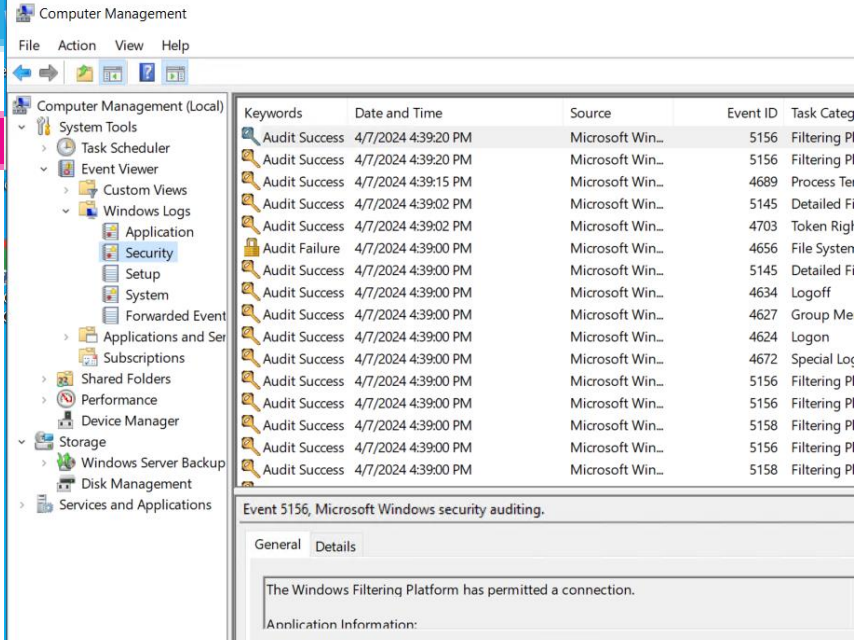 Computer Management
File Action View Help
Computer Management (Local)
System Tools
Task Scheduler
Event Viewer
Custom Views
Windows Logs
Application
Security
Setup
System
Forwarded Event
Applications and Ser
Subscriptions
Shared Folders
Performance
Device Manager
Storage
Windows Server Backup
Disk Management
Services and Applications
Keywords Date and Time Source Event ID Task Categ
Audit Success 4/7/2024 4:39:20 PM Microsoft Win... 5156 Filtering Pl
Audit Success 4/7/2024 4:39:20 PM Microsoft Win... 5156 Filtering Pl
Audit Success 4/7/2024 4:39:15 PM Microsoft Win... 4689 Process Ter
Audit Success 4/7/2024 4:39:02 PM Microsoft Win... 5145 Detailed Fi
Audit Success 4/7/2024 4:39:02 PM Microsoft Win... 4703 Token Righ
Audit Failure 4/7/2024 4:39:00 PM Microsoft Win... 4656 File System
Audit Success 4/7/2024 4:39:00 PM Microsoft Win... 5145 Detailed Fi
Audit Success 4/7/2024 4:39:00 PM Microsoft Win... 4634 Logoff
Audit Success 4/7/2024 4:39:00 PM Microsoft Win... 4627 Group Me
Audit Success 4/7/2024 4:39:00 PM Microsoft Win... 4624 Logon
Audit Success 4/7/2024 4:39:00 PM Microsoft Win... 4672 Special Log
Audit Success 4/7/2024 4:39:00 PM Microsoft Win... 5156 Filtering Pl
Audit Success 4/7/2024 4:39:00 PM Microsoft Win... 5156 Filtering Pl
Audit Success 4/7/2024 4:39:00 PM Microsoft Win... 5158 Filtering Pl
Audit Success 4/7/2024 4:39:00 PM Microsoft Win... 5156 Filtering Pl
Audit Success 4/7/2024 4:39:00 PM Microsoft Win... 5158 Filtering Pl
Event 5156, Microsoft Windows security auditing.
General Details
The Windows Filtering Platform has permitted a connection.
Application Information: